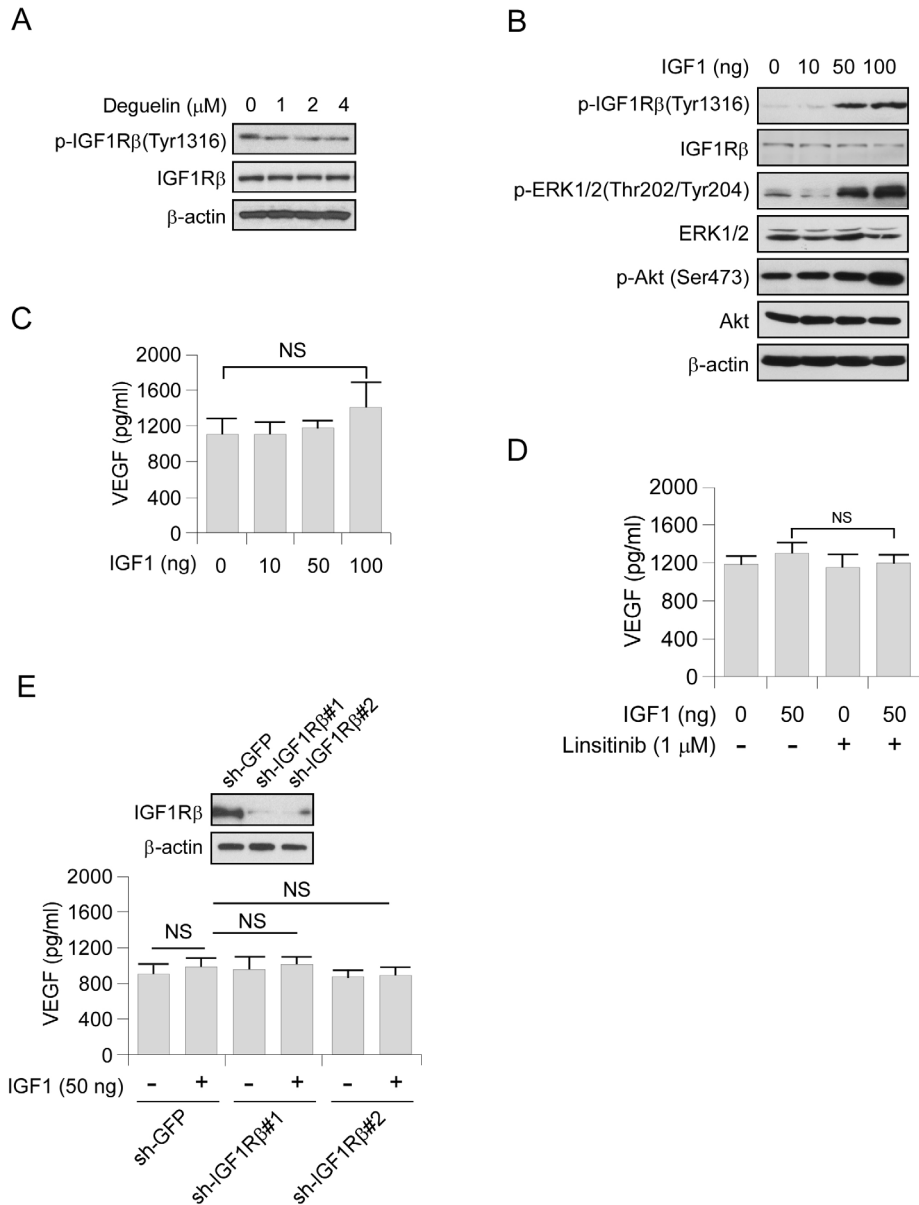 A
Deguelin (μM) 0 1 2 4
p-IGF1Rβ(Tyr1316)
IGF1Rβ
β-actin
B
IGF1 (ng) 0 10 50 100
p-IGF1Rβ(Tyr1316)
IGF1Rβ
p-ERK1/2(Thr202/Tyr204)
ERK1/2
p-Akt (Ser473)
Akt
β-actin
C
NS
VEGF (pg/ml)
2000
1600
1200
800
400
0
IGF1 (ng) 0 10 50 100
D
NS
VEGF (pg/ml)
2000
1600
1200
800
400
0
IGF1 (ng) 0 50 0 50
Linsitinib (1 μM) - - + +
E
sh-GFP
sh-IGF1Rβ#1
sh-IGF1Rβ#2
IGF1Rβ
β-actin
VEGF (pg/ml)
2000
1600
1200
800
400
0
NS
NS
NS
IGF1 (50 ng) - + - + - +
sh-GFP
sh-IGF1Rβ#1
sh-IGF1Rβ#2